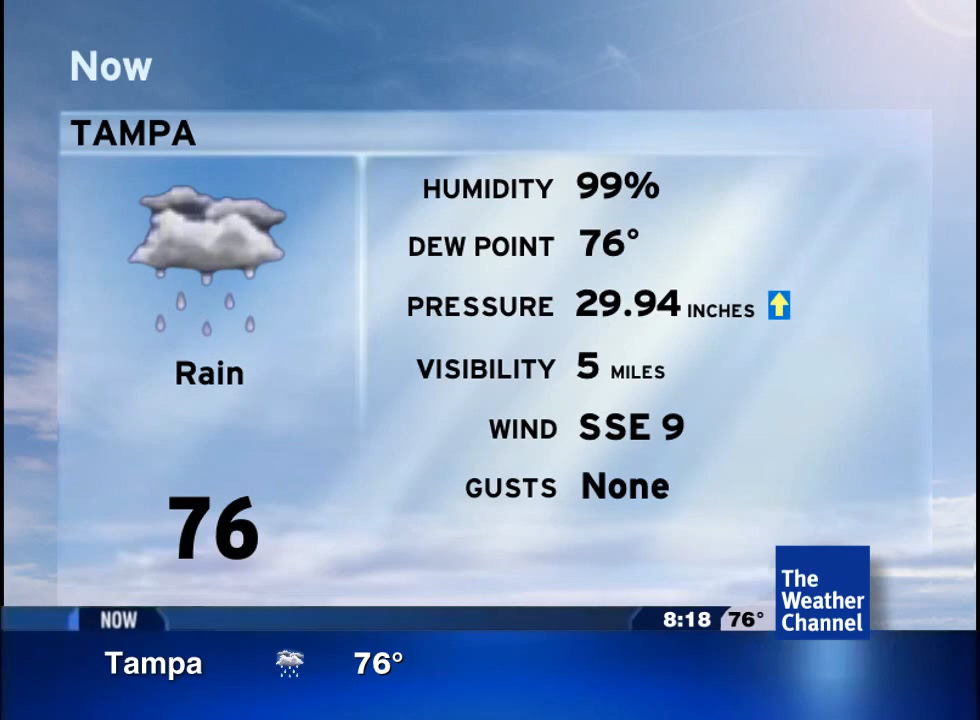 Now
TAMPA
HUMIDITY 99%
DEW POINT 76°
PRESSURE 29.94 INCHES
VISIBILITY 5 MILES
WIND SSE 9
GUSTS None
Rain
76
NOW
8:18 76°
The
Weather
Channel
Tampa 76°